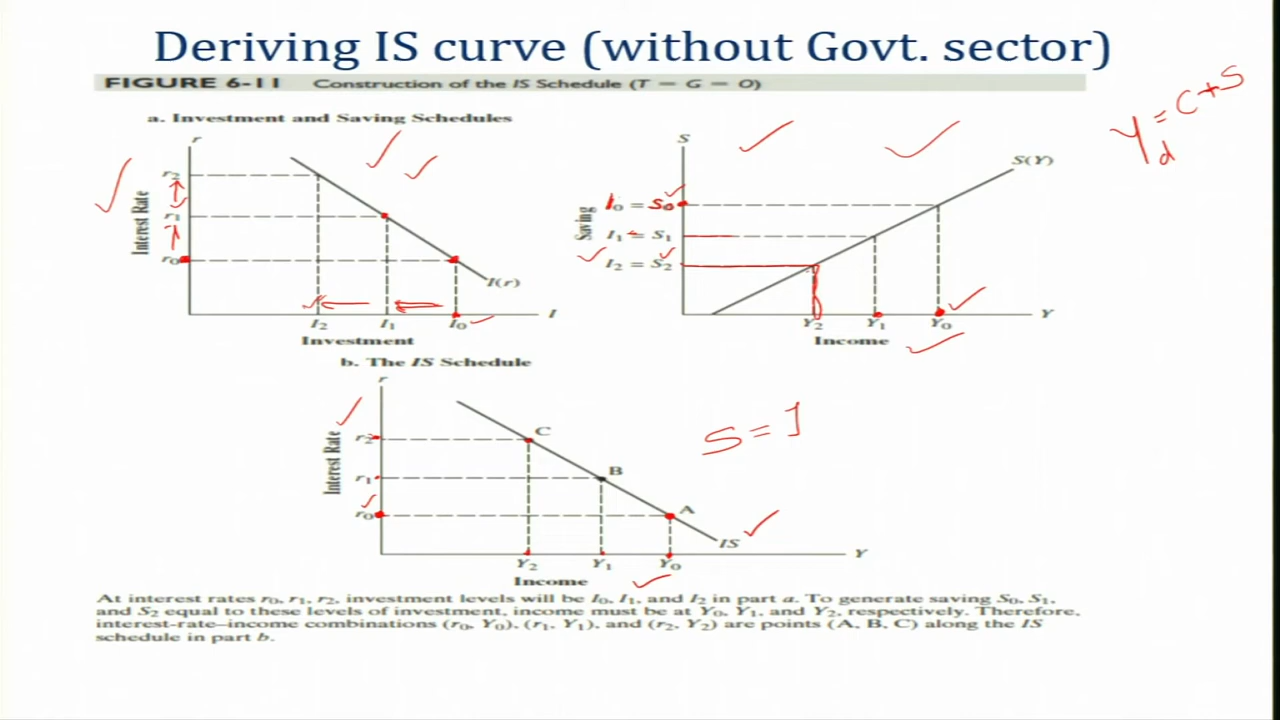 Deriving IS curve (without Govt. sector)
FIGURE 6-11 Construction of the IS Schedule (T = G = 0)
a. Investment and Saving Schedules
Y_d = C+S
r
Interest Rate
r₂
r₁
r₀
I(r)
I₂ I₁ I₀ I
Investment
S
Saving
S(Y)
I₀ = S₀
I₁ = S₁
I₂ = S₂
Y₂ Y₁ Y₀ Y
Income
b. The IS Schedule
r
Interest Rate
r₂
r₁
r₀
C
B
A
IS
S = I
Y₂ Y₁ Y₀ Y
Income
At interest rates r₀, r₁, r₂, investment levels will be I₀, I₁, and I₂ in part a. To generate saving S₀, S₁,
and S₂ equal to these levels of investment, income must be at Y₀, Y₁, and Y₂, respectively. Therefore,
interest-rate–income combinations (r₀, Y₀), (r₁, Y₁), and (r₂, Y₂) are points (A, B, C) along the IS
schedule in part b.